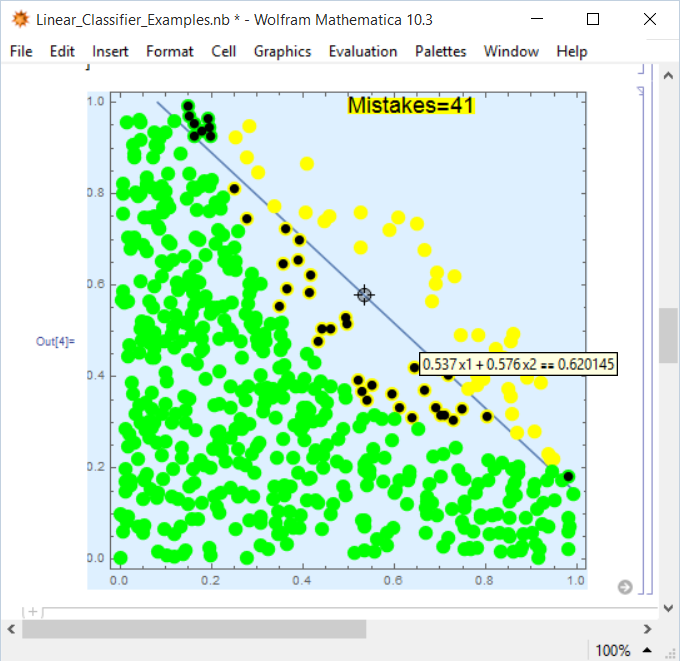 Linear_Classifier_Examples.nb * - Wolfram Mathematica 10.3
File Edit Insert Format Cell Graphics Evaluation Palettes Window Help
Mistakes=41
1.0
0.8
0.6
Out[4]=
0.537 x1 + 0.576 x2 == 0.620145
0.4
0.2
0.0
0.0 0.2 0.4 0.6 0.8 1.0
100%